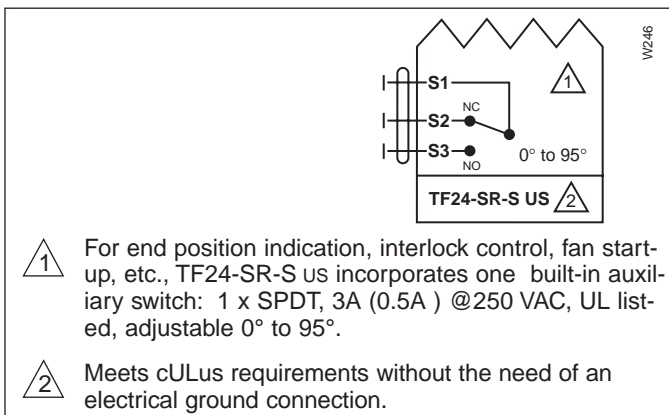 W246
1
S1
NC
S2
S3
NO
0° to 95°
TF24-SR-S US 2
1 For end position indication, interlock control, fan start-
up, etc., TF24-SR-S US incorporates one built-in auxil-
iary switch: 1 x SPDT, 3A (0.5A ) @250 VAC, UL list-
ed, adjustable 0° to 95°.
2 Meets cULus requirements without the need of an
electrical ground connection.